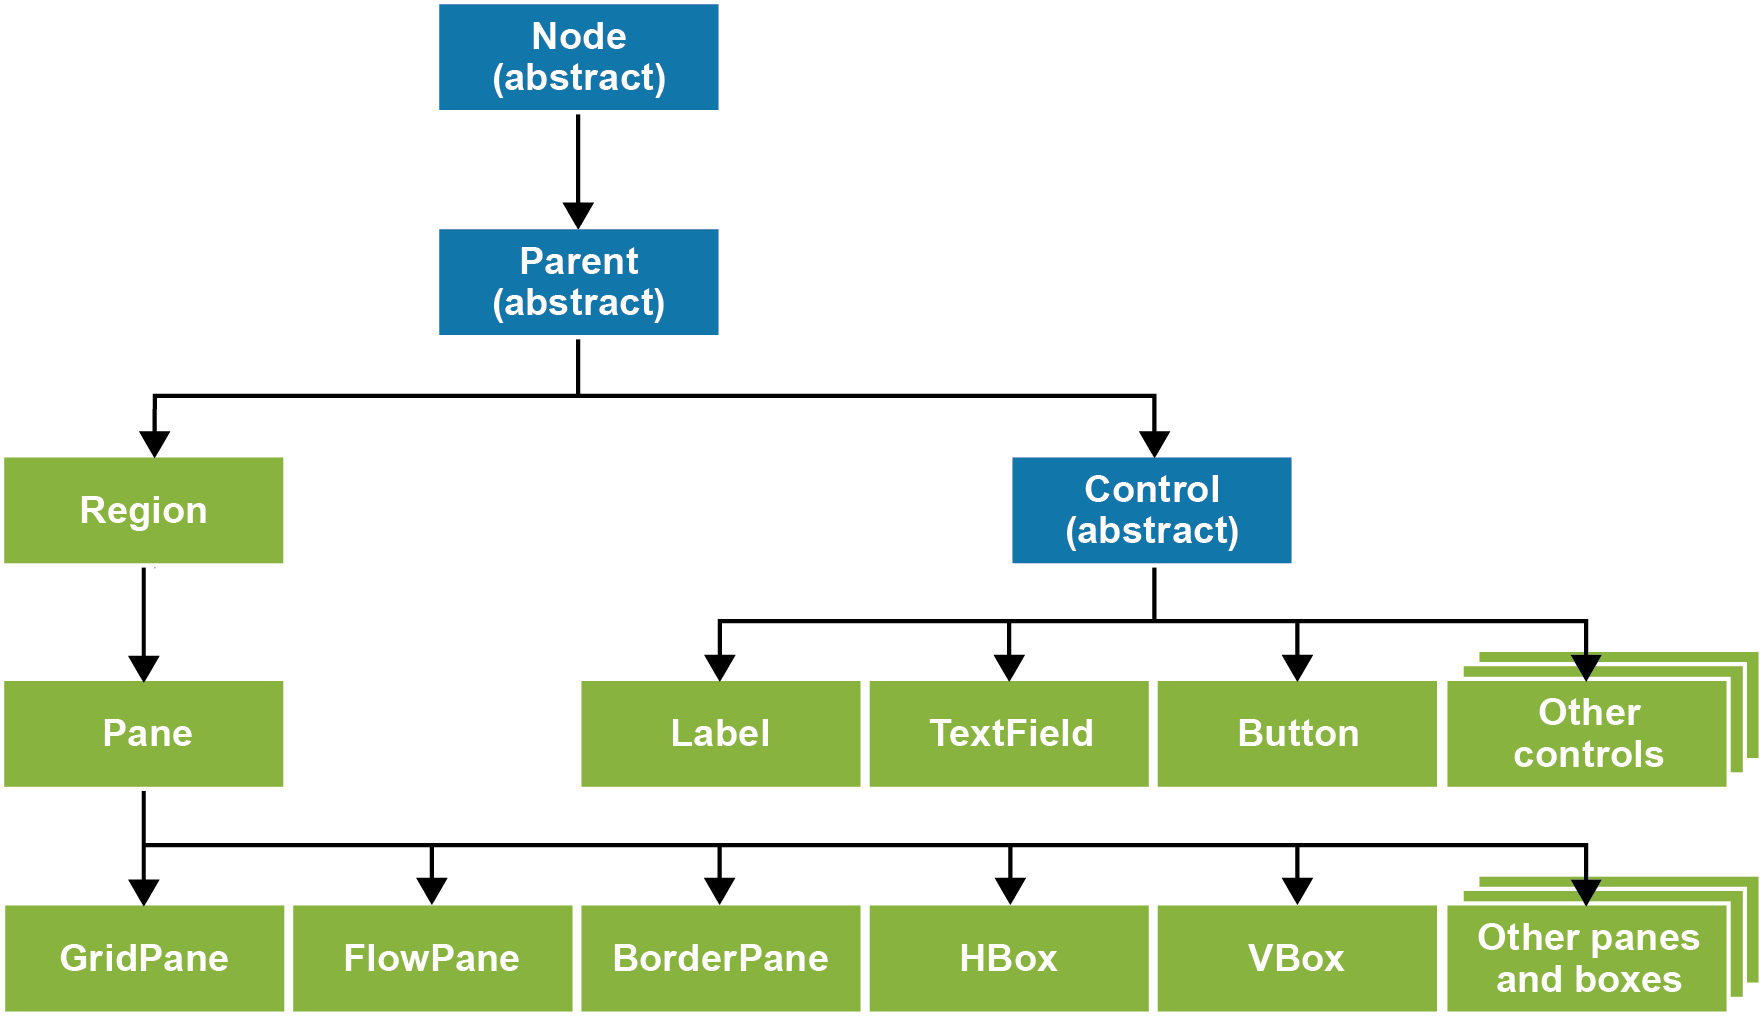 Node
(abstract)
Parent
(abstract)
Region
Control
(abstract)
Pane
Label
TextField
Button
Other
controls
GridPane
FlowPane
BorderPane
HBox
VBox
Other panes
and boxes